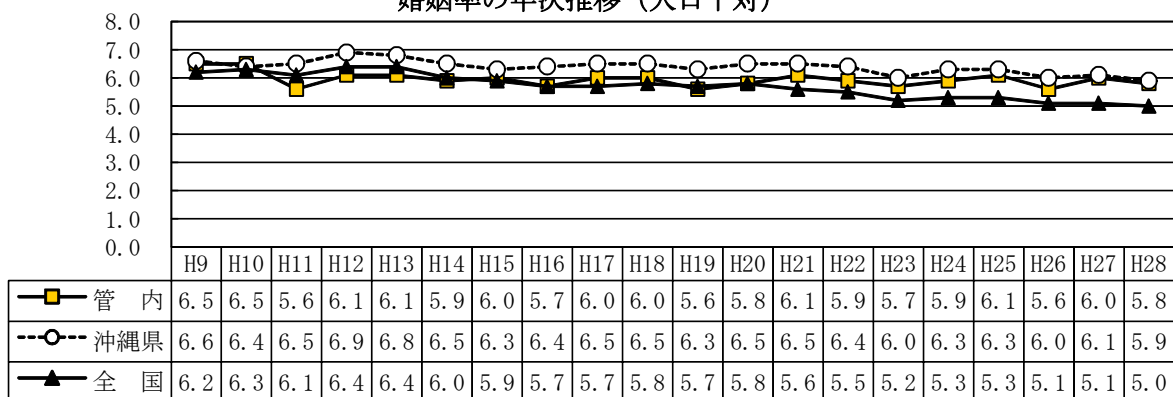 婚姻率の年次推移（人口千対）
8.0
7.0
6.0
5.0
4.0
3.0
2.0
1.0
0.0
H9 H10 H11 H12 H13 H14 H15 H16 H17 H18 H19 H20 H21 H22 H23 H24 H25 H26 H27 H28
管　内 6.5 6.5 5.6 6.1 6.1 5.9 6.0 5.7 6.0 6.0 5.6 5.8 6.1 5.9 5.7 5.9 6.1 5.6 6.0 5.8
沖縄県 6.6 6.4 6.5 6.9 6.8 6.5 6.3 6.4 6.5 6.5 6.3 6.5 6.5 6.4 6.0 6.3 6.3 6.0 6.1 5.9
全　国 6.2 6.3 6.1 6.4 6.4 6.0 5.9 5.7 5.7 5.8 5.7 5.8 5.6 5.5 5.2 5.3 5.3 5.1 5.1 5.0